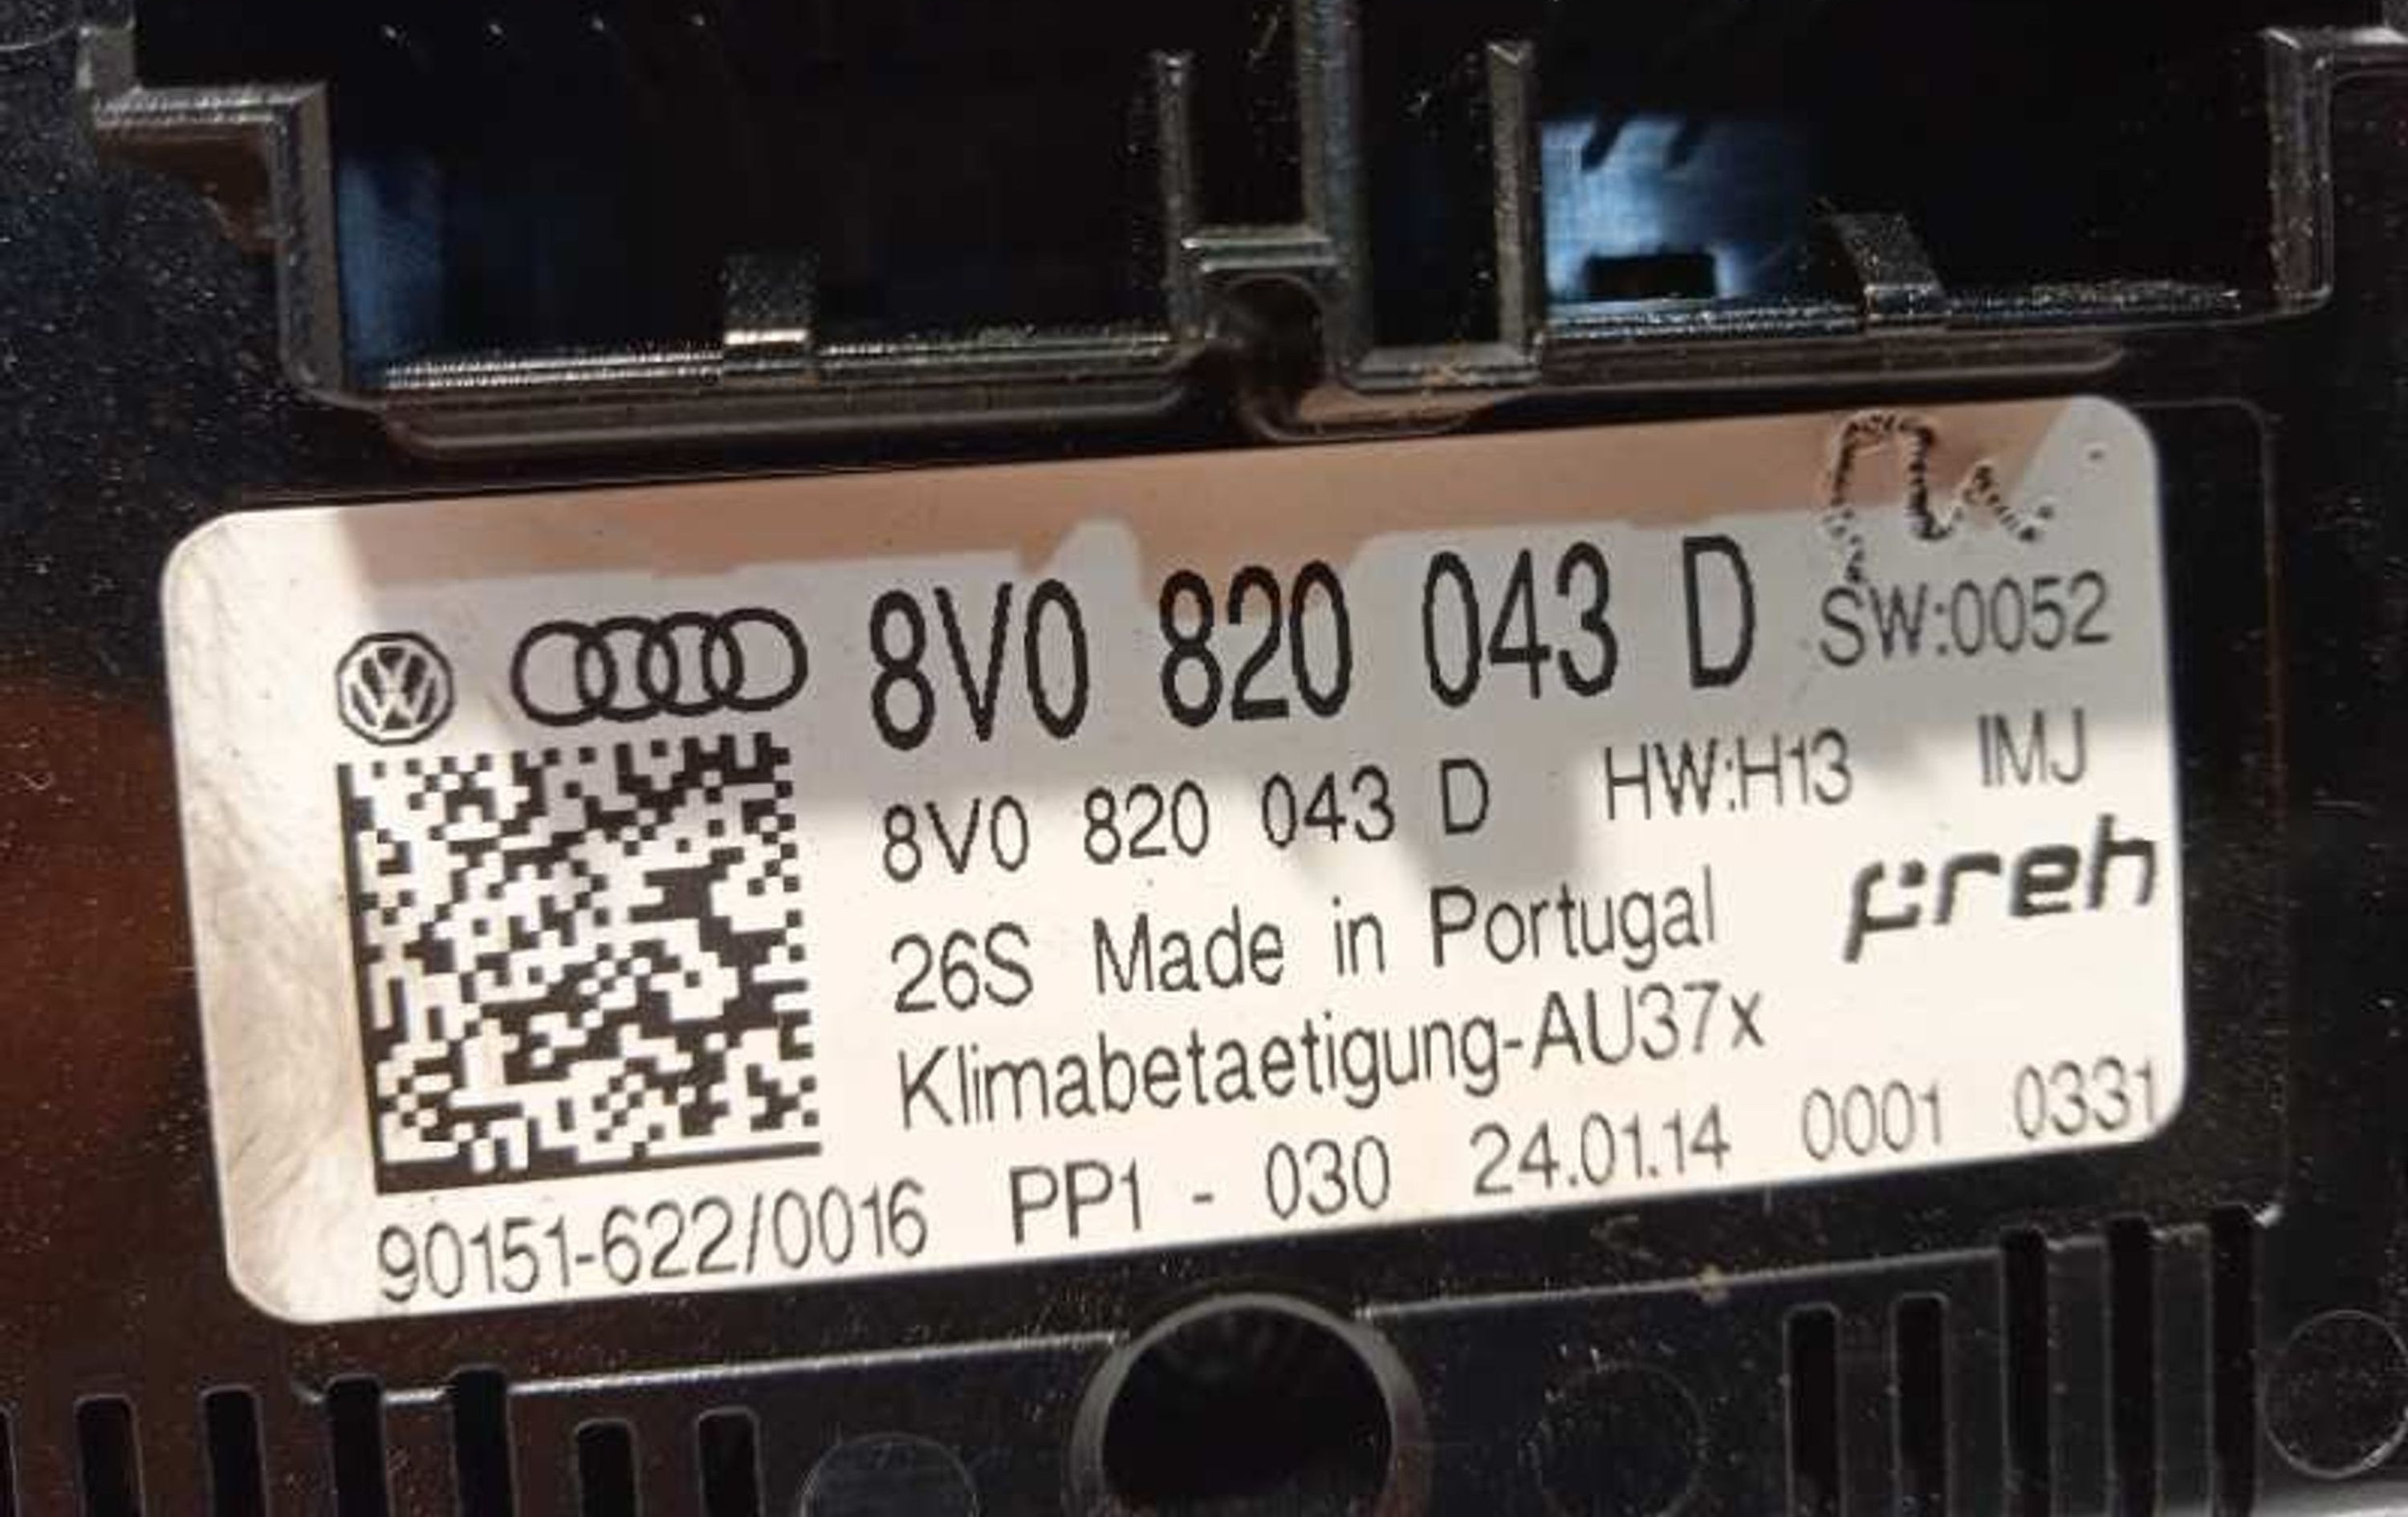 8V0 820 043 D SW:0052
8V0 820 043 D HW:H13 IMJ
26S Made in Portugal preh
Klimabetaetigung-AU37x
90151-622/0016 PP1 - 030 24.01.14 0001 0331